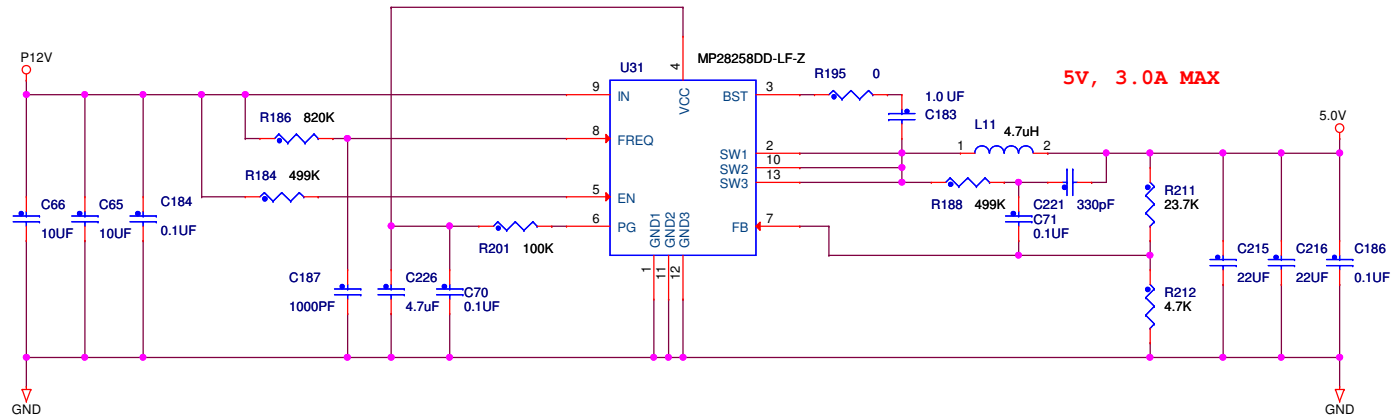 MP28258DD-LF-Z
U31
5V, 3.0A MAX
P12V
4
VCC
R195 0
9 IN
BST 3
1.0 UF
C183
5.0V
R186 820K
8 FREQ
L11 4.7uH
1 2
SW1 2
SW2 10
SW3 13
R184 499K
5 EN
R188 499K
C221
330pF
C71
0.1UF
R211
23.7K
C66
10UF
C65
10UF
C184
0.1UF
R201 100K
6 PG
GND1
GND2
GND3
FB 7
1
11
12
C187
1000PF
C226
4.7uF
C70
0.1UF
R212
4.7K
C215
22UF
C216
22UF
C186
0.1UF
GND
GND